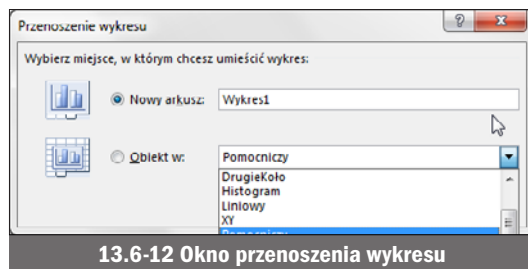 Przenoszenie wykresu
Wybierz miejsce, w którym chcesz umieścić wykres:
Nowy arkusz: Wykres1
Obiekt w: Pomocniczy
DrugieKoło
Histogram
Liniowy
XY
Pomocniczy
13.6-12 Okno przenoszenia wykresu